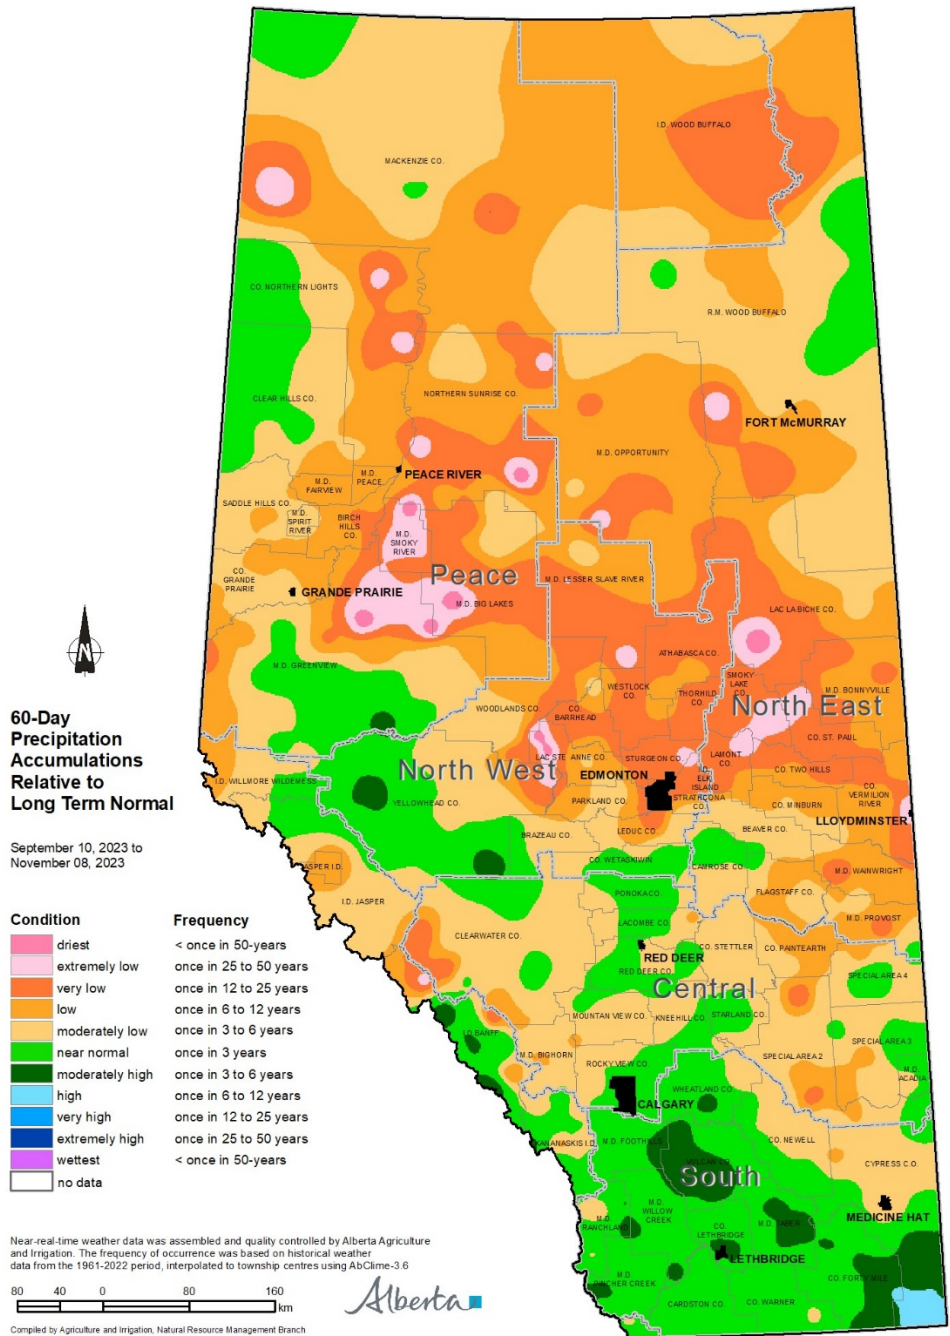 I.D. WOOD BUFFALO
MACKENZIE CO.
CO. NORTHERN LIGHTS
R.M. WOOD BUFFALO
CLEAR HILLS CO.
NORTHERN SUNRISE CO.
FORT McMURRAY
M.D. OPPORTUNITY
M.D.
PEACE
PEACE RIVER
M.D.
FAIRVIEW
SADDLE HILLS CO.
M.D.
SPIRIT
RIVER
BIRCH
HILLS
CO.
M.D.
SMOKY
RIVER
CO.
GRANDE
PRAIRIE
Peace
M.D. LESSER SLAVE RIVER
GRANDE PRAIRIE
M.D. BIG LAKES
LAC LA BICHE CO.
N
M.D. GREENVIEW
ATHABASCA CO.
WESTLOCK
CO.
THORHILD
CO.
SMOKY
LAKE
CO.
M.D. BONNYVILLE
WOODLANDS CO.
CO.
BARRHEAD
North East
CO. ST. PAUL
60-Day
Precipitation
Accumulations
Relative to
Long Term Normal
LAC STE ANNE CO.
STURGEON CO.
LAMONT
CO.
North West
EDMONTON
I.D.
ELK
ISLAND
CO. TWO HILLS
I.D. WILLMORE WILDERNESS
YELLOWHEAD CO.
PARKLAND CO.
STRATHCONA
CO.
CO. MINBURN
CO.
VERMILION
RIVER
LLOYDMINSTER
BRAZEAU CO.
LEDUC CO.
BEAVER CO.
September 10, 2023 to
November 08, 2023
JASPER I.D.
CO. WETASKIWIN
CAMROSE CO.
M.D. WAINWRIGHT
I.D. JASPER
PONOKA CO.
FLAGSTAFF CO.
LACOMBE CO.
M.D. PROVOST
CLEARWATER CO.
RED DEER
CO. STETTLER
CO. PAINTEARTH
RED DEER CO.
SPECIAL AREA 4
Central
MOUNTAIN VIEW CO.
KNEEHILL CO.
STARLAND CO.
I.D BANFF
M.D. BIGHORN
ROCKY VIEW CO.
SPECIAL AREA 2
SPECIAL AREA 3
M.D.
ACADIA
WHEATLAND CO.
CALGARY
KANANASKIS I.D.
M.D. FOOTHILLS
CO. NEWELL
VULCAN CO.
CYPRESS C.O.
South
M.D.
WILLOW
CREEK
M.D.
RANCHLAND
M.D. TABER
MEDICINE HAT
CO.
LETHBRIDGE
LETHBRIDGE
M.D.
PINCHER CREEK
CO. FORTY MILE
CARDSTON CO.
CO. WARNER
Condition Frequency
driest < once in 50-years
extremely low once in 25 to 50 years
very low once in 12 to 25 years
low once in 6 to 12 years
moderately low once in 3 to 6 years
near normal once in 3 years
moderately high once in 3 to 6 years
high once in 6 to 12 years
very high once in 12 to 25 years
extremely high once in 25 to 50 years
wettest < once in 50-years
no data
Near-real-time weather data was assembled and quality controlled by Alberta Agriculture
and Irrigation. The frequency of occurrence was based on historical weather
data from the 1961-2022 period, interpolated to township centres using AbClime-3.6
80 40 0 80 160
km
Alberta
Compiled by Agriculture and Irrigation, Natural Resource Management Branch